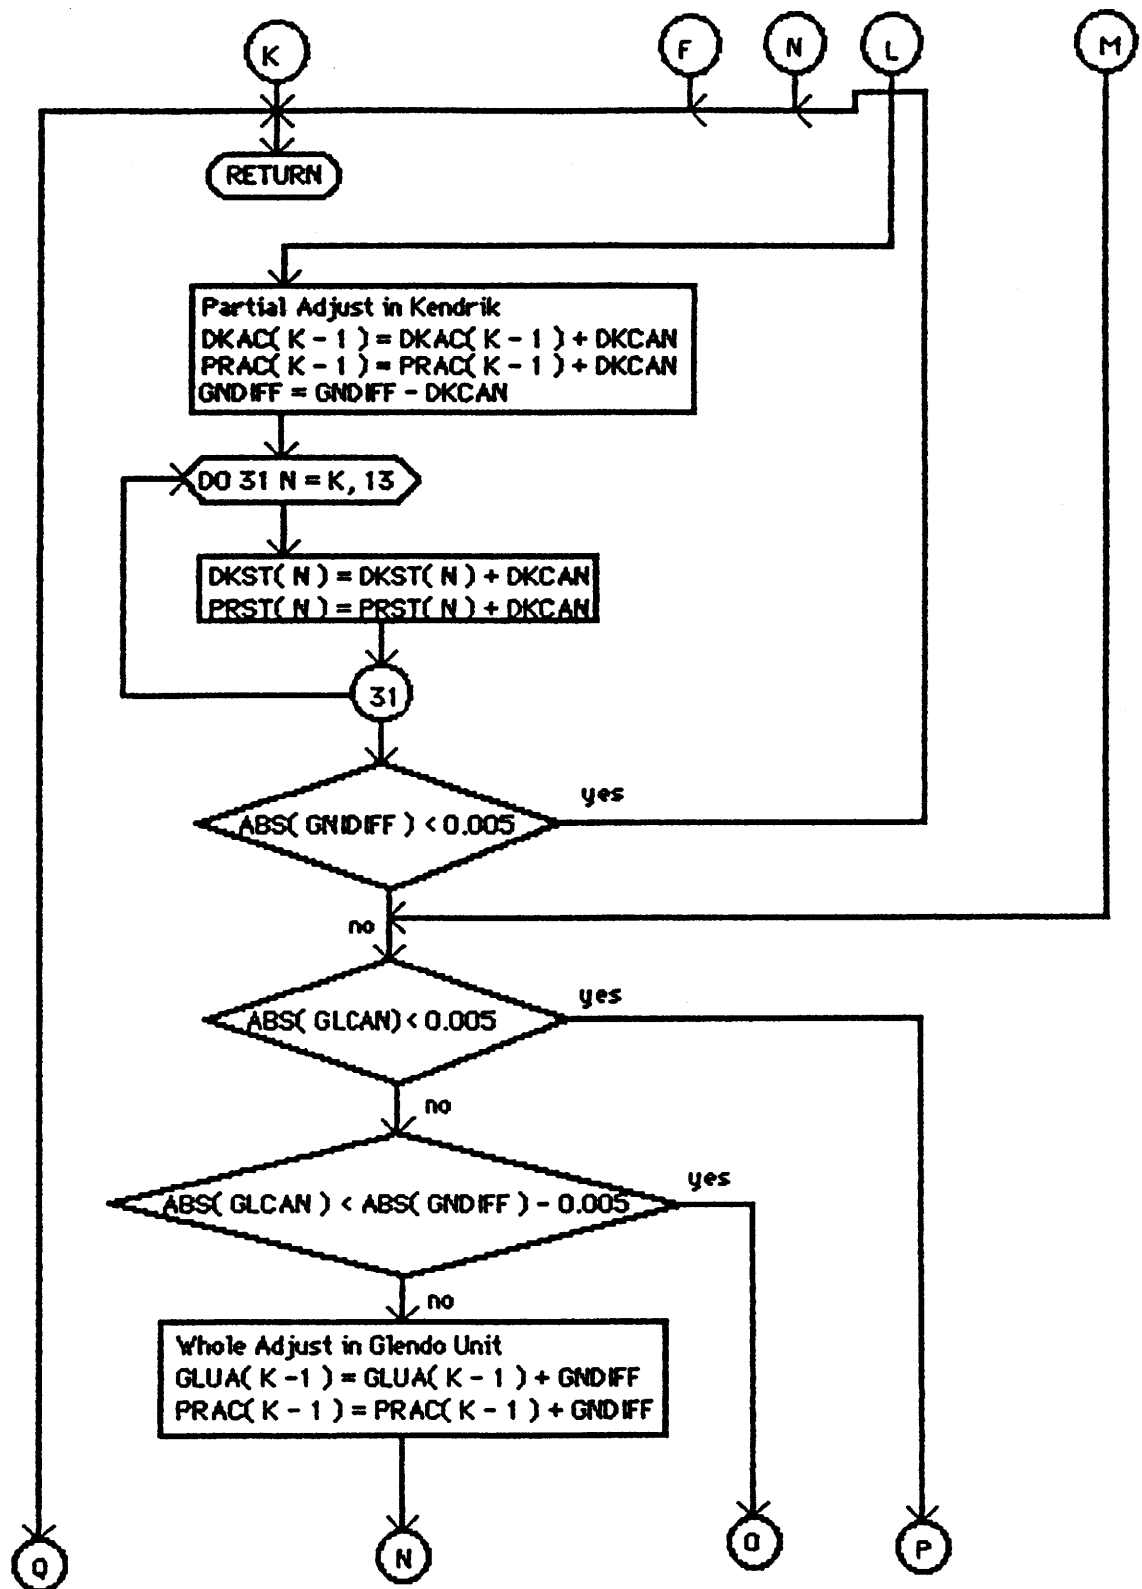 K
F
N
L
M
RETURN
Partial Adjust in Kendrik
DKAC( K - 1 ) = DKAC( K - 1 ) + DKCAN
PRAC( K - 1 ) = PRAC( K - 1 ) + DKCAN
GNDIFF = GNDIFF - DKCAN
DO 31 N = K, 13
DKST( N ) = DKST( N ) + DKCAN
PRST( N ) = PRST( N ) + DKCAN
31
yes
ABS( GNIDIFF ) < 0.005
no
yes
ABS( GLCAN) < 0.005
no
yes
ABS( GLCAN ) < ABS( GNDIFF ) - 0.005
no
Whole Adjust in Glendo Unit
GLUA( K -1 ) = GLUA( K - 1 ) + GNDIFF
PRAC( K - 1 ) = PRAC( K - 1 ) + GNDIFF
Q
N
O
P